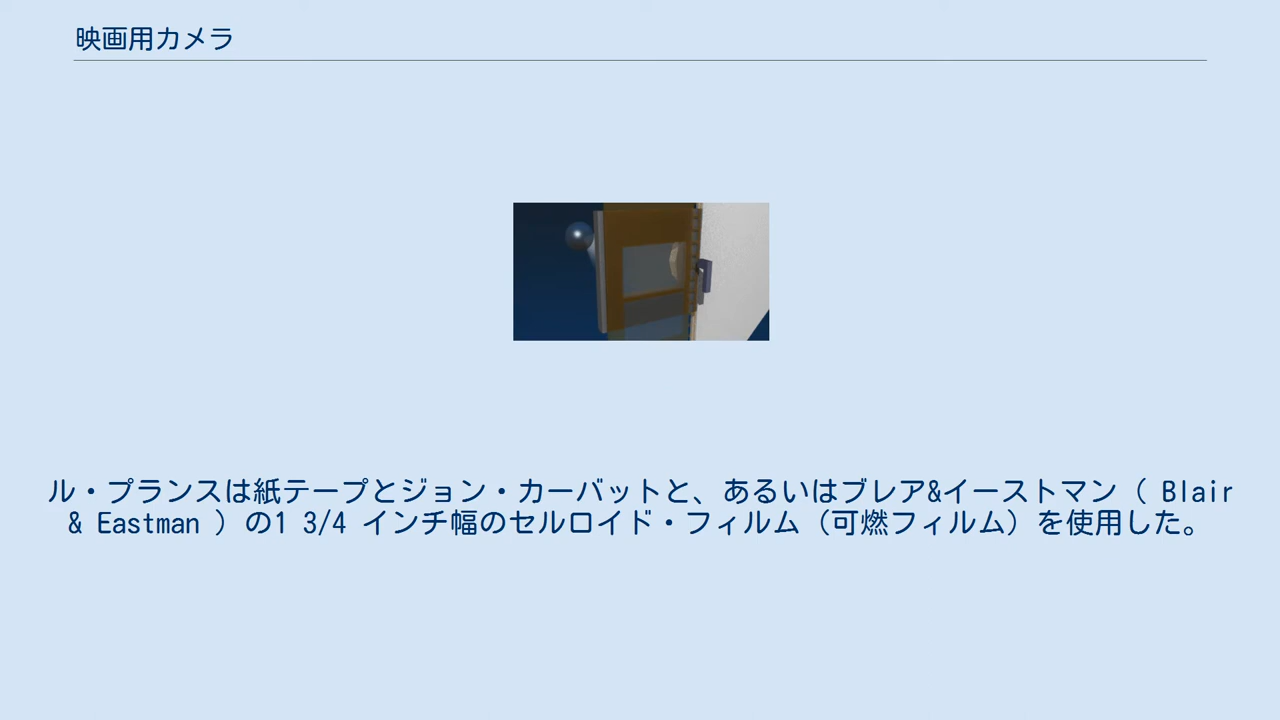 映画用カメラ
ル・プランスは紙テープとジョン・カーバットと、あるいはブレア&イーストマン（ Blair
& Eastman ）の1 3/4 インチ幅のセルロイド・フィルム（可燃フィルム）を使用した。